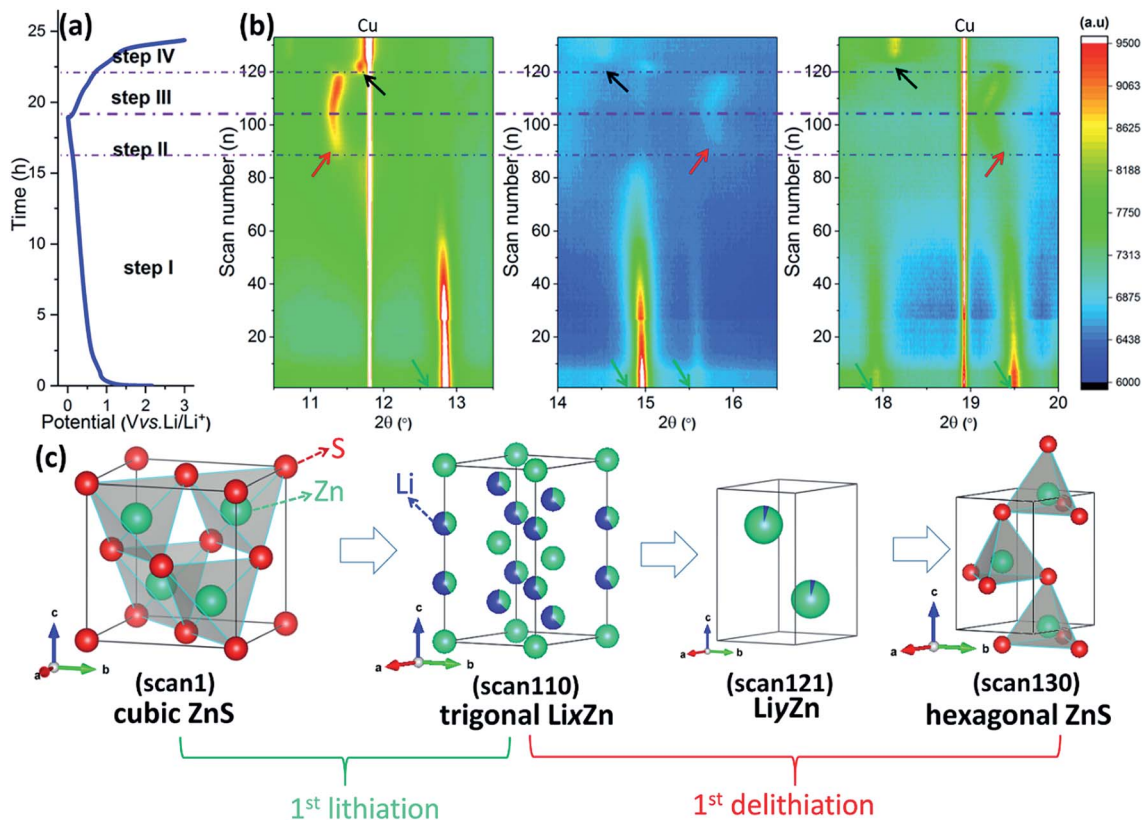 (a)
25
20
15
10
5
0
Time (h)
step IV
step III
step II
step I
0 1 2 3
Potential (V vs. Li/Li⁺)
(b)
Cu
120
100
80
60
40
20
Scan number (n)
11 12 13
2θ (°)
120
100
80
60
40
20
Scan number (n)
14 15 16
2θ (°)
Cu
120
100
80
60
40
20
Scan number (n)
18 19 20
2θ (°)
(a.u)
9500
9063
8625
8188
7750
7313
6875
6438
6000
(c)
S
Zn
Li
c
a
b
c
a
b
c
a
b
c
a
b
(scan1)
cubic ZnS
(scan110)
trigonal LixZn
(scan121)
LiyZn
(scan130)
hexagonal ZnS
1st lithiation
1st delithiation